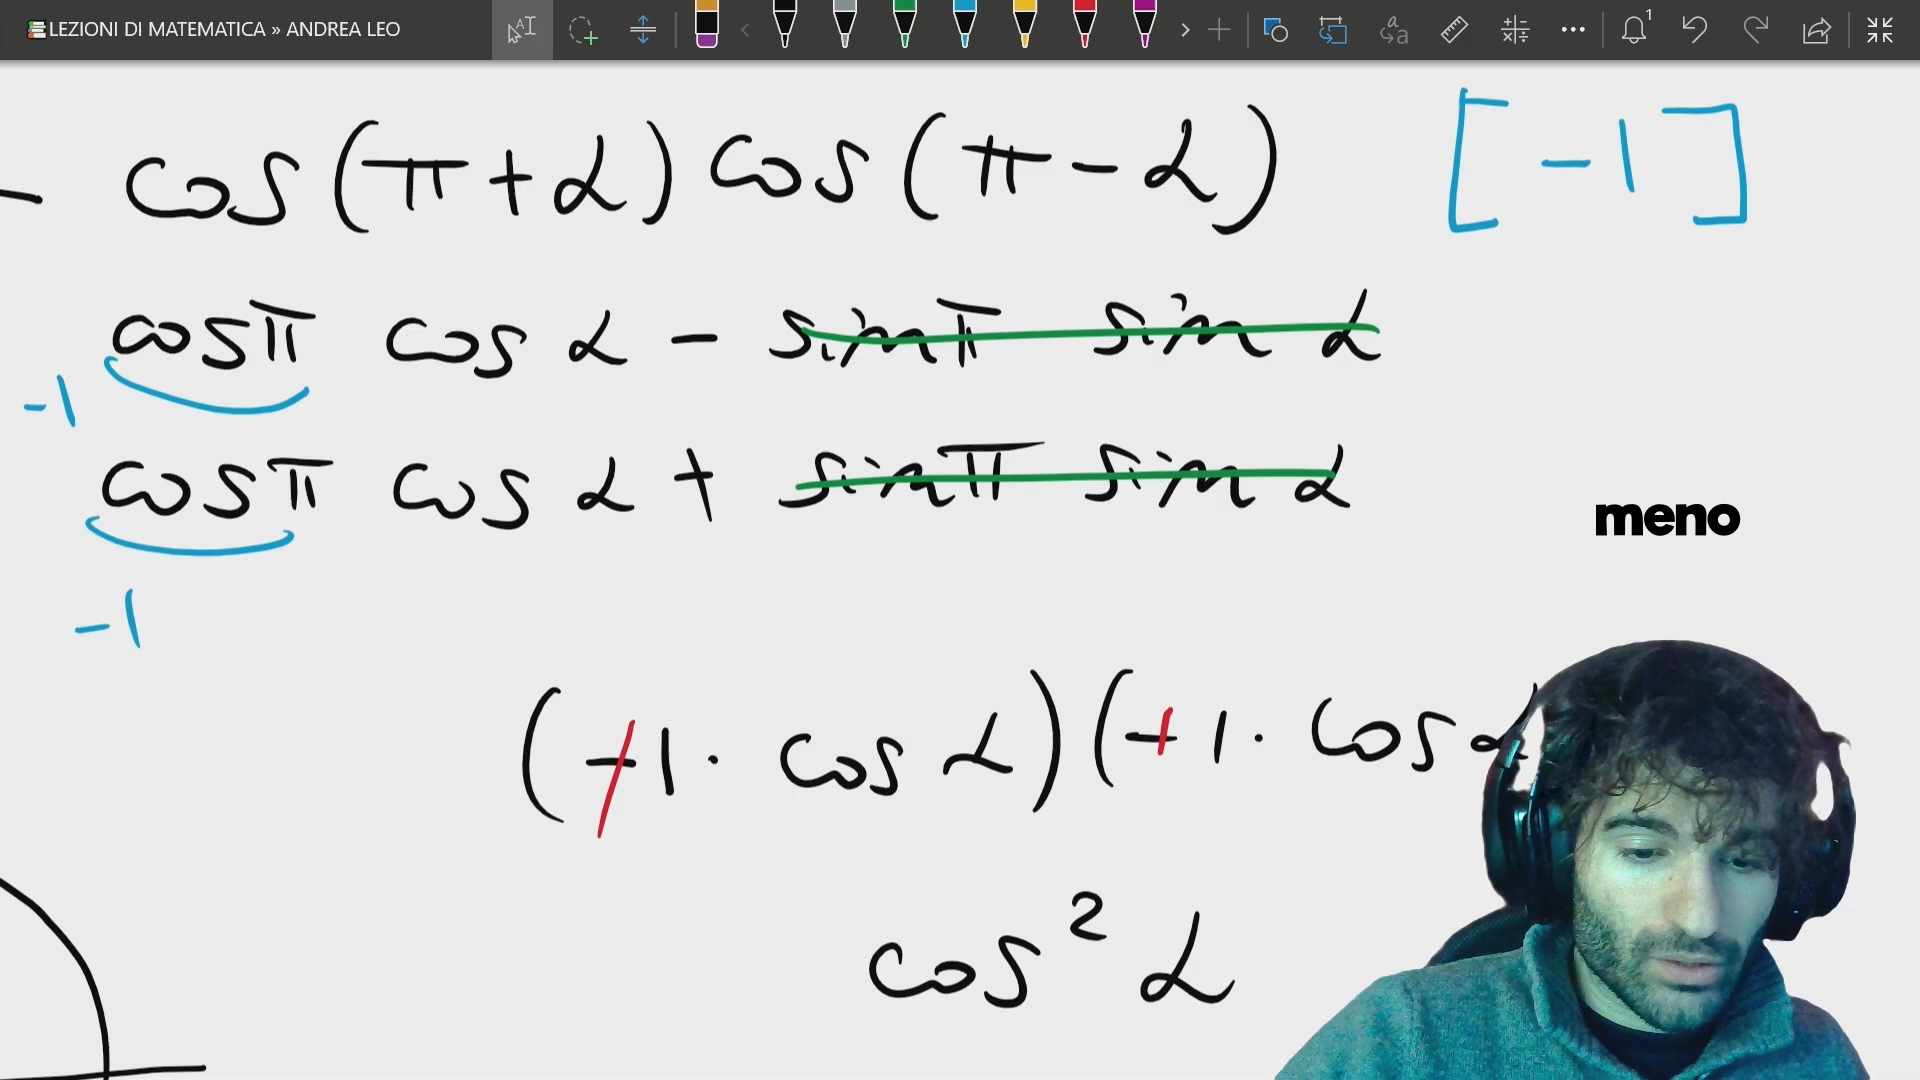 LEZIONI DI MATEMATICA » ANDREA LEO
1
- cos(π+α) cos(π-α) [-1]
cosπ cos α - sinπ sin α
-1
cosπ cos α + sinπ sin α
meno
-1
(-1· cos α)(-1· cos α
cos² α